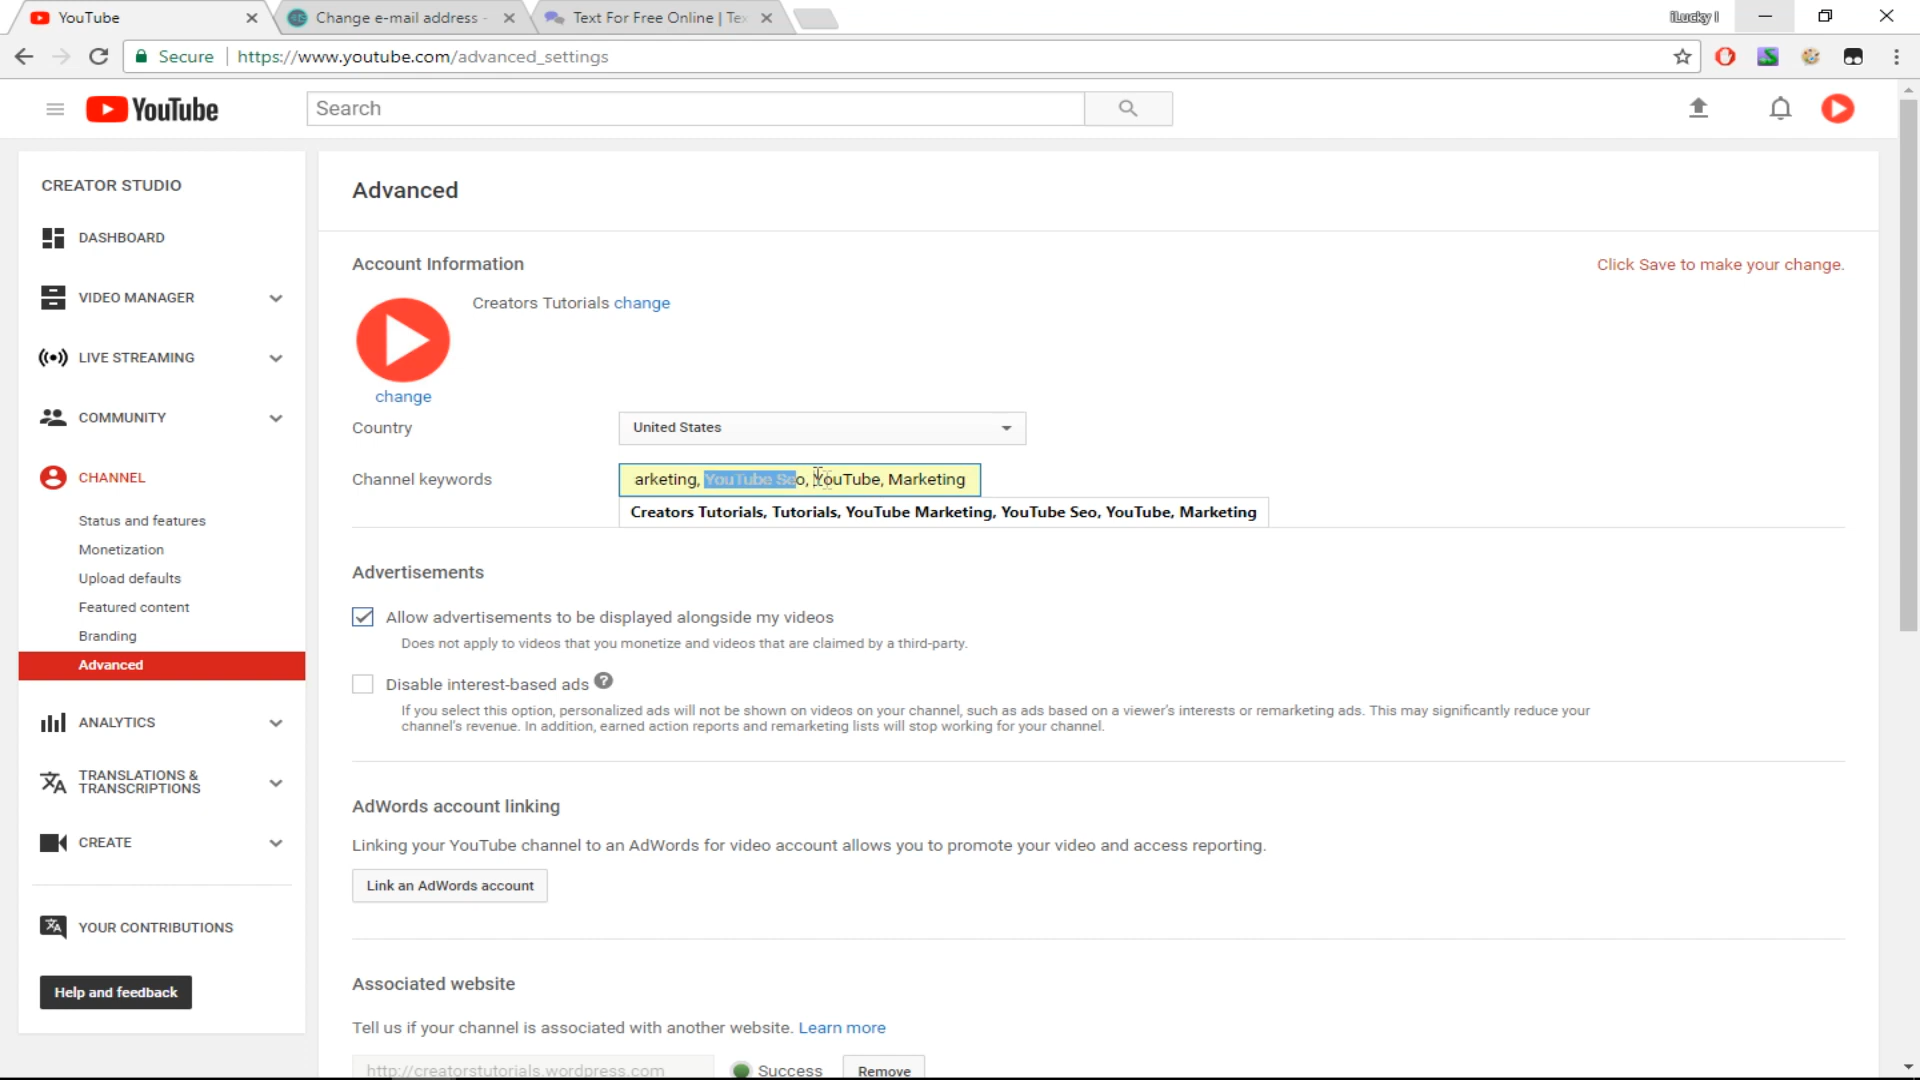 YouTube
Change e-mail address -
Text For Free Online | Te
iLucky I
Secure
https://www.youtube.com/advanced_settings
YouTube
Search
CREATOR STUDIO
DASHBOARD
VIDEO MANAGER
LIVE STREAMING
COMMUNITY
CHANNEL
Status and features
Monetization
Upload defaults
Featured content
Branding
Advanced
ANALYTICS
TRANSLATIONS &
TRANSCRIPTIONS
CREATE
YOUR CONTRIBUTIONS
Help and feedback
Advanced
Account Information
Click Save to make your change.
Creators Tutorials change
change
Country
United States
Channel keywords
arketing, YouTube Seo, YouTube, Marketing
Creators Tutorials, Tutorials, YouTube Marketing, YouTube Seo, YouTube, Marketing
Advertisements
Allow advertisements to be displayed alongside my videos
Does not apply to videos that you monetize and videos that are claimed by a third-party.
Disable interest-based ads ?
If you select this option, personalized ads will not be shown on videos on your channel, such as ads based on a viewer's interests or remarketing ads. This may significantly reduce your
channel's revenue. In addition, earned action reports and remarketing lists will stop working for your channel.
AdWords account linking
Linking your YouTube channel to an AdWords for video account allows you to promote your video and access reporting.
Link an AdWords account
Associated website
Tell us if your channel is associated with another website. Learn more
http://creatorstutorials.wordpress.com
Success
Remove